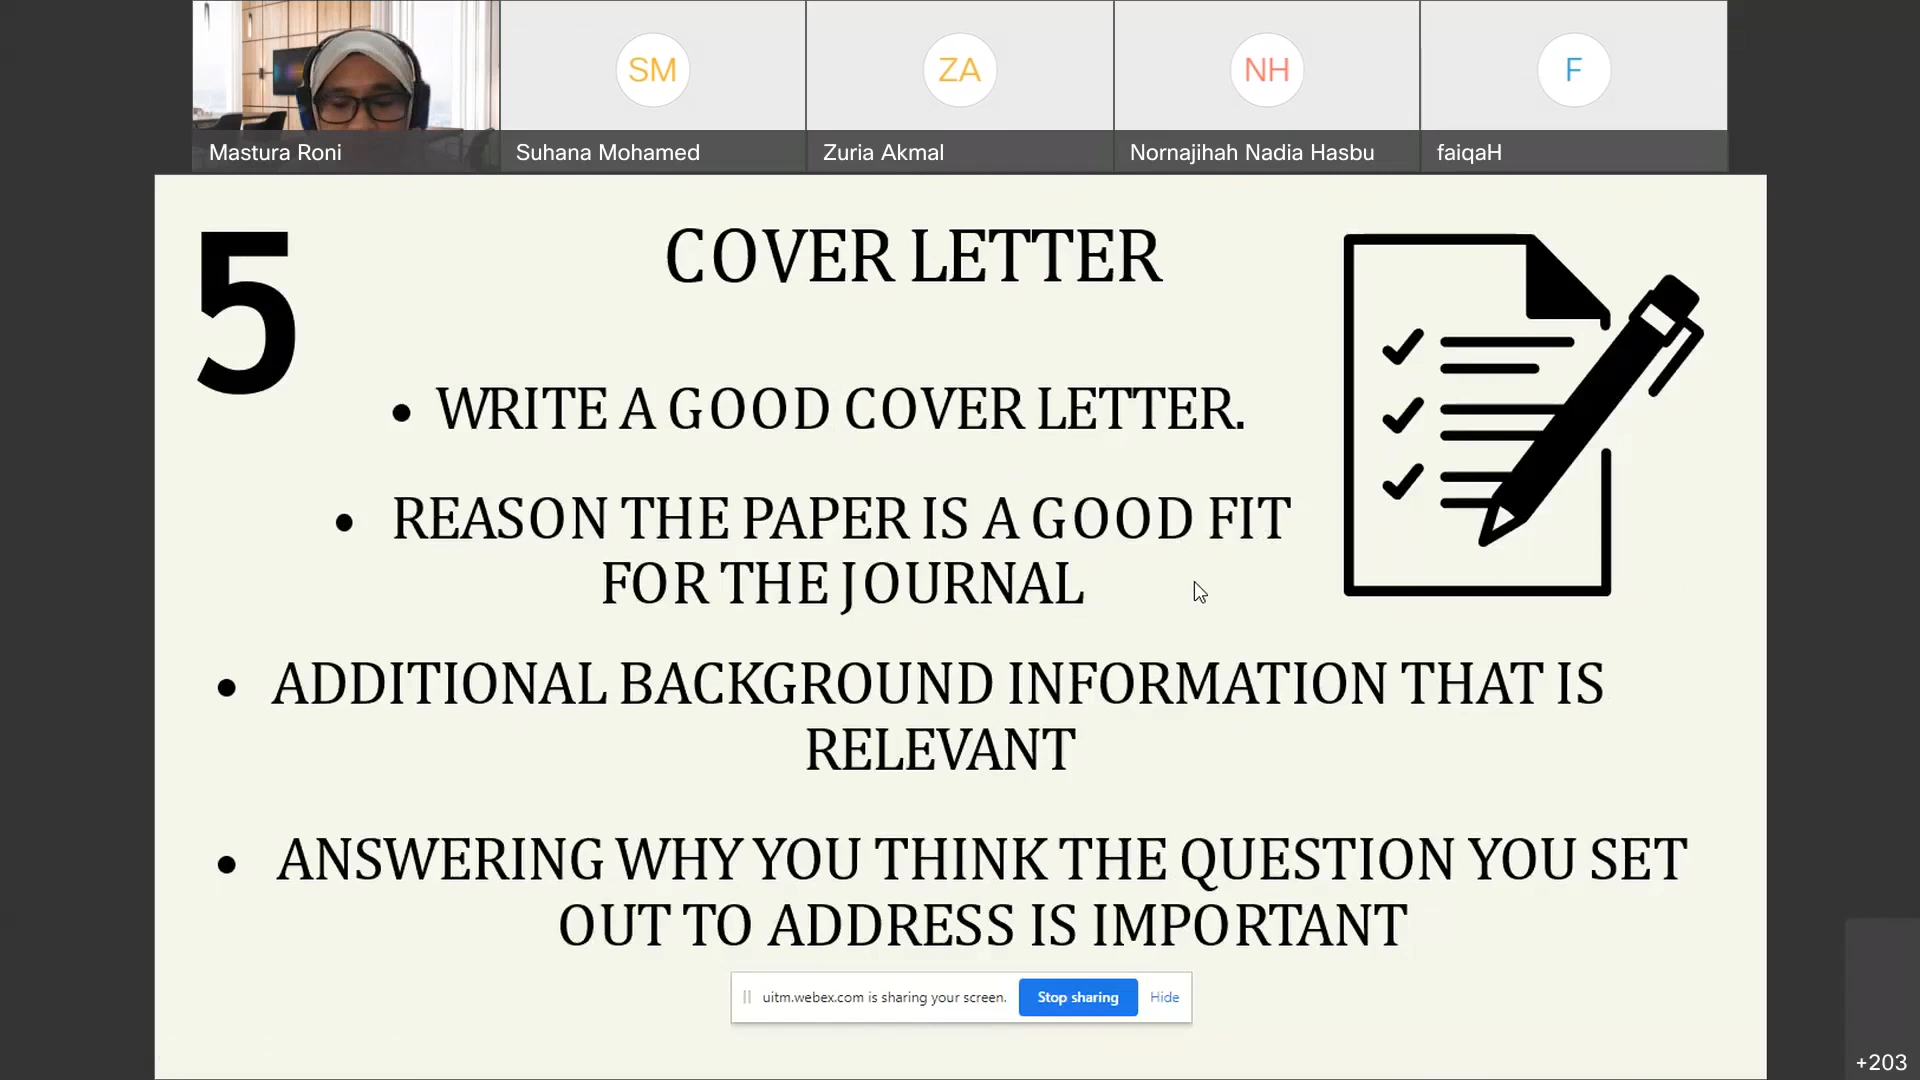 SM
ZA
NH
F
Mastura Roni
Suhana Mohamed
Zuria Akmal
Nornajihah Nadia Hasbu
faiqaH
5
COVER LETTER
• WRITE A GOOD COVER LETTER.
• REASON THE PAPER IS A GOOD FIT
FOR THE JOURNAL
• ADDITIONAL BACKGROUND INFORMATION THAT IS
RELEVANT
• ANSWERING WHY YOU THINK THE QUESTION YOU SET
OUT TO ADDRESS IS IMPORTANT
uitm.webex.com is sharing your screen.
Stop sharing
Hide
+203